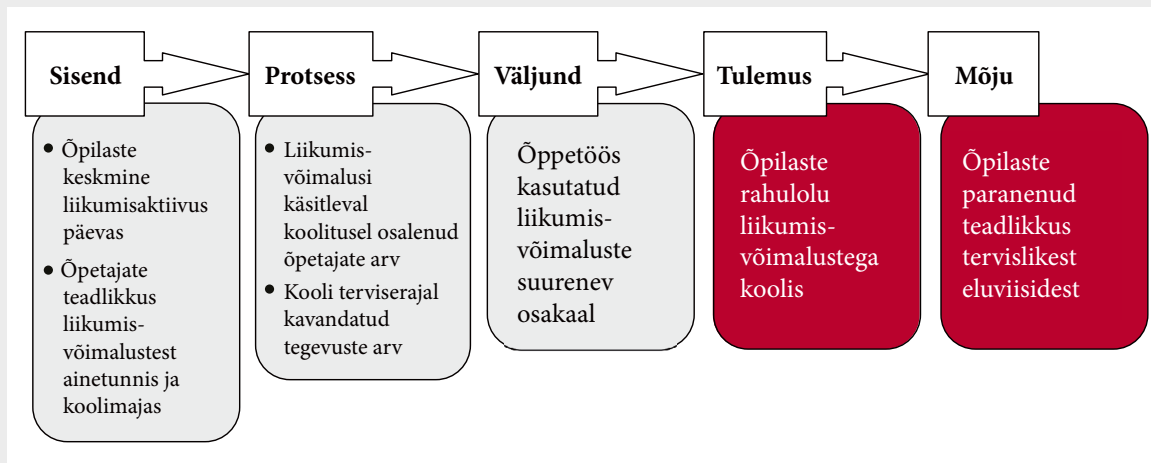 Sisend
Protsess
Väljund
Tulemus
Mõju
• Õpilaste
keskmine
liikumisaktiivus
päevas
• Õpetajate
teadlikkus
liikumis-
võimalustest
ainetunnis ja
koolimajas
• Liikumis-
võimalusi
käsitleval
koolitusel osalenud
õpetajate arv
• Kooli terviserajal
kavandatud
tegevuste arv
Õppetöös
kasutatud
liikumis-
võimaluste
suurenev
osakaal
Õpilaste
rahulolu
liikumis-
võimalustega
koolis
Õpilaste
paranenud
teadlikkus
tervislikest
eluviisidest